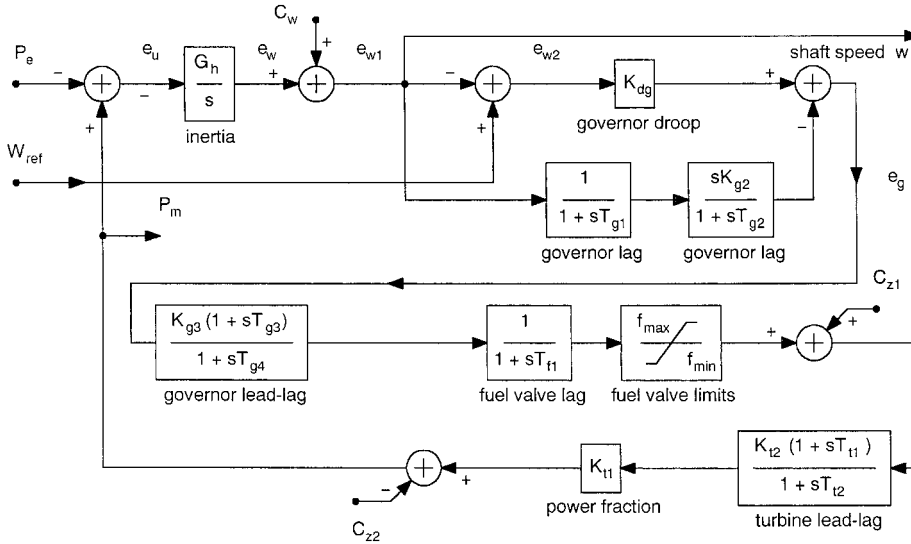 C_w
P_e
e_u
G_h
s
inertia
e_w
e_w1
e_w2
K_dg
governor droop
shaft speed w
W_ref
P_m
1
1 + sT_g1
governor lag
sK_g2
1 + sT_g2
governor lag
e_g
C_z1
K_g3 (1 + sT_g3)
1 + sT_g4
governor lead-lag
1
1 + sT_f1
fuel valve lag
f_max
f_min
fuel valve limits
C_z2
K_t1
power fraction
K_t2 (1 + sT_t1)
1 + sT_t2
turbine lead-lag